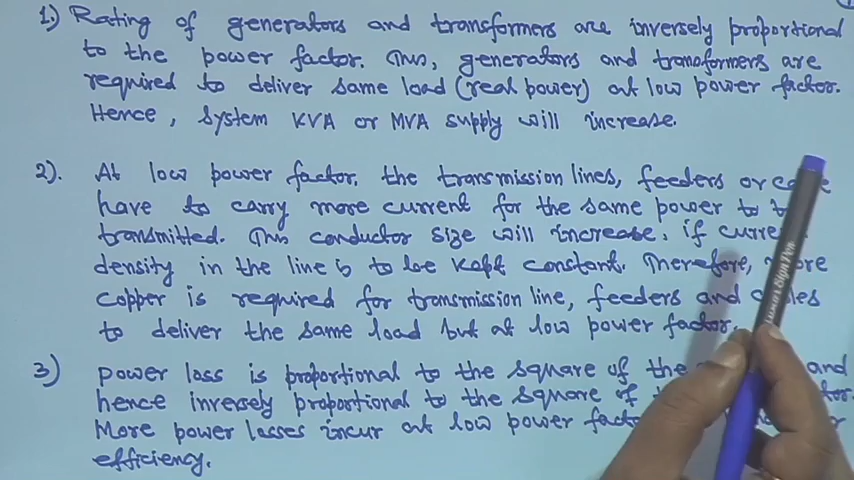 1.) Rating of generators and transformers are inversely proportional
to the power factor. Thus, generators and transformers are
required to deliver same load (real power) at low power factor.
Hence, system KVA or MVA supply will increase.
2). At low power factor, the transmission lines, feeders or
have to carry more current for the same power to
transmitted. Thus conductor size will increase, if
density in the line is to be kept constant. Therefore,
copper is required for transmission line, feeders and
to deliver the same load but at low power factor.
3) power loss is proportional to the square of the and
hence inversely proportional to the square of
More power losses incur at low power
efficiency.